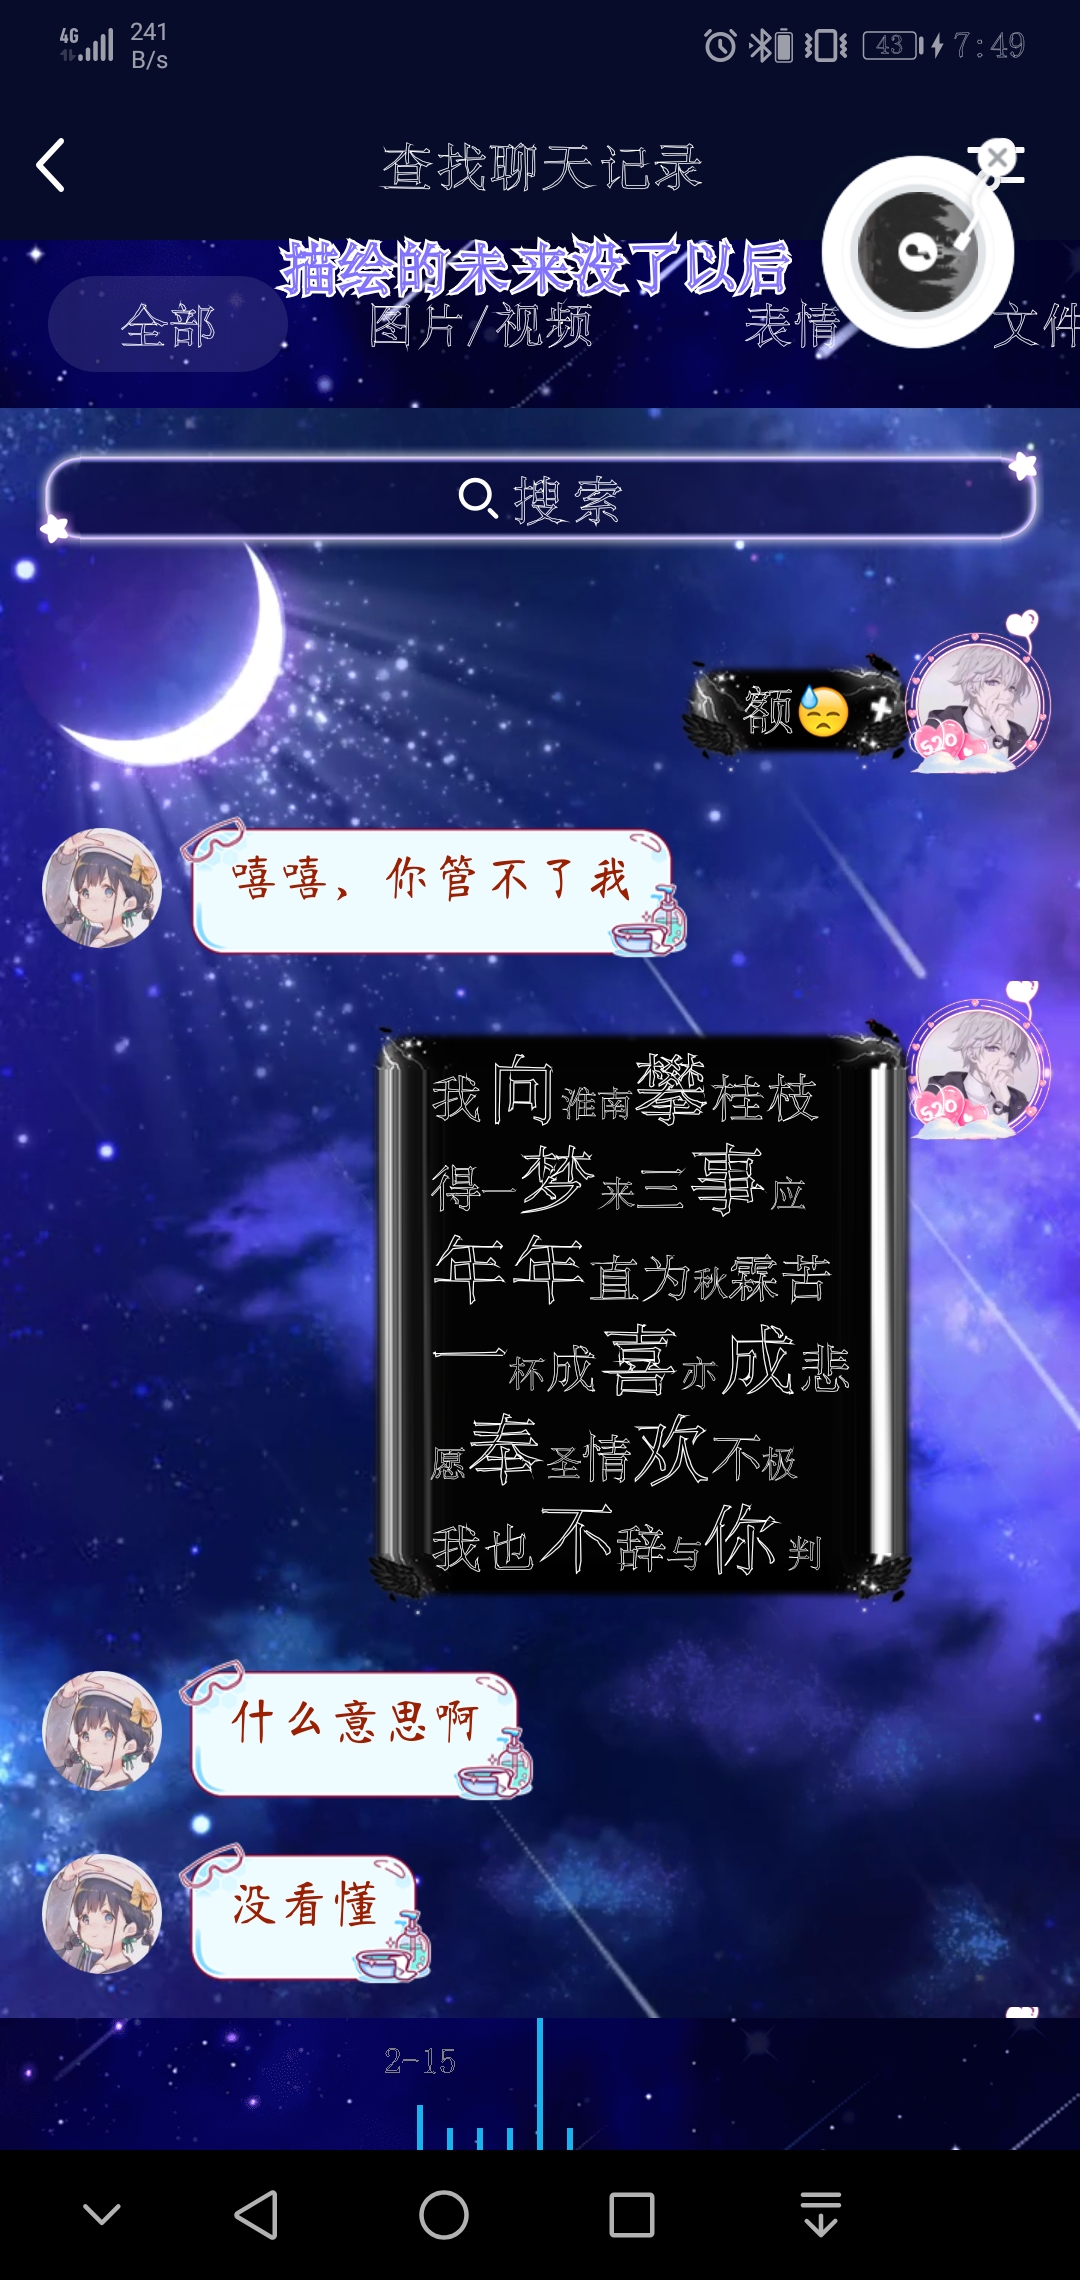 4G
241
B/s
43
7:49
查找聊天记录
描绘的未来没了以后
全部
图片/视频
表情
文件
搜索
额😓
520
嘻嘻，你管不了我
520
我向淮南攀桂枝
得一梦来三事应
年年直为秋霖苦
一杯成喜亦成悲
愿奉圣情欢不极
我也不辞与你判
什么意思啊
没看懂
2-15